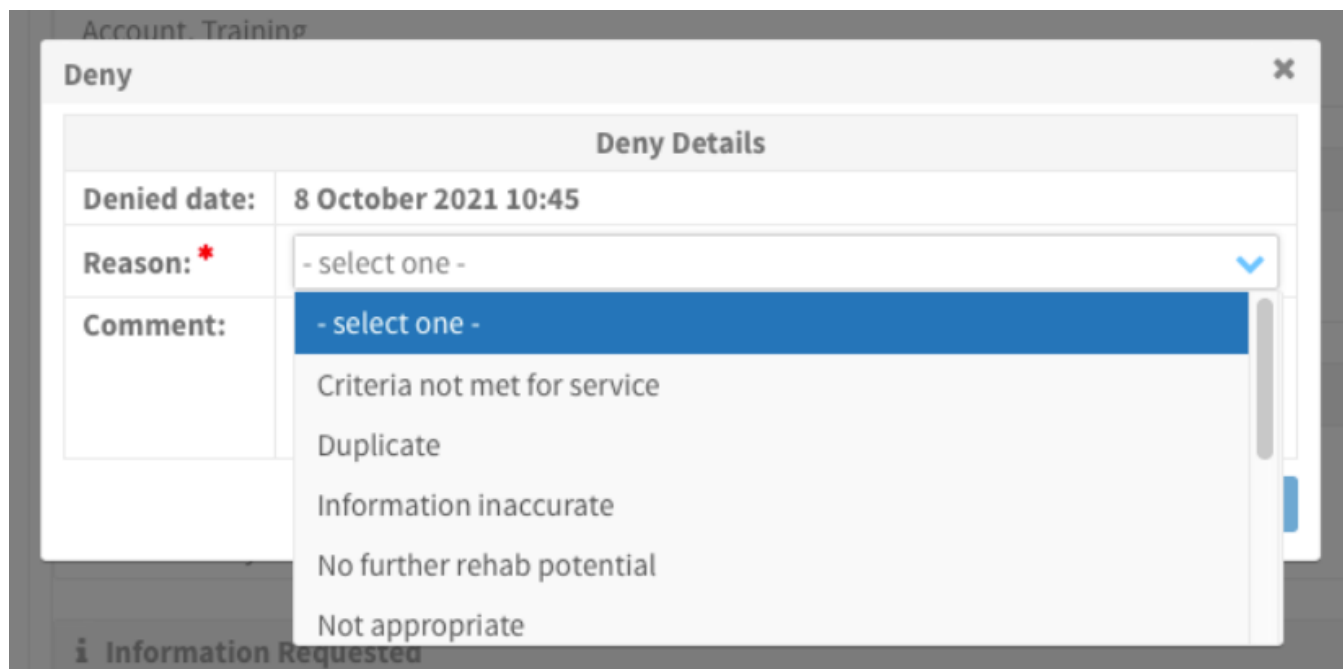 Account, Training
Deny
Deny Details
Denied date: 8 October 2021 10:45
Reason: * - select one -
Comment:
- select one -
Criteria not met for service
Duplicate
Information inaccurate
No further rehab potential
Not appropriate
i Information Requested